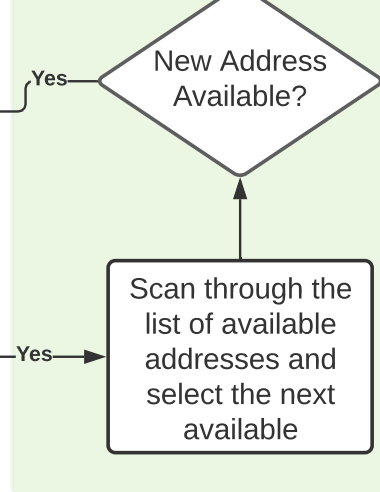 Yes
New Address
Available?
Scan through the
list of available
addresses and
select the next
available
Yes